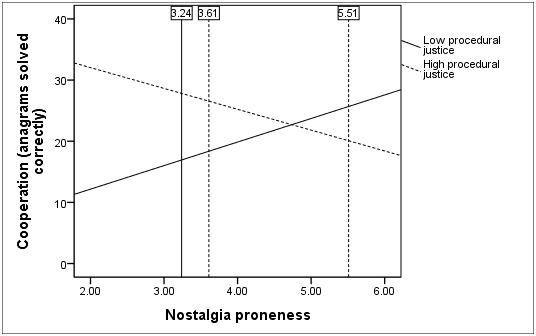 3.24 3.61 5.51
Cooperation (anagrams solved
correctly)
40
30
20
10
0
2.00 3.00 4.00 5.00 6.00
Nostalgia proneness
Low procedural
justice
High procedural
justice